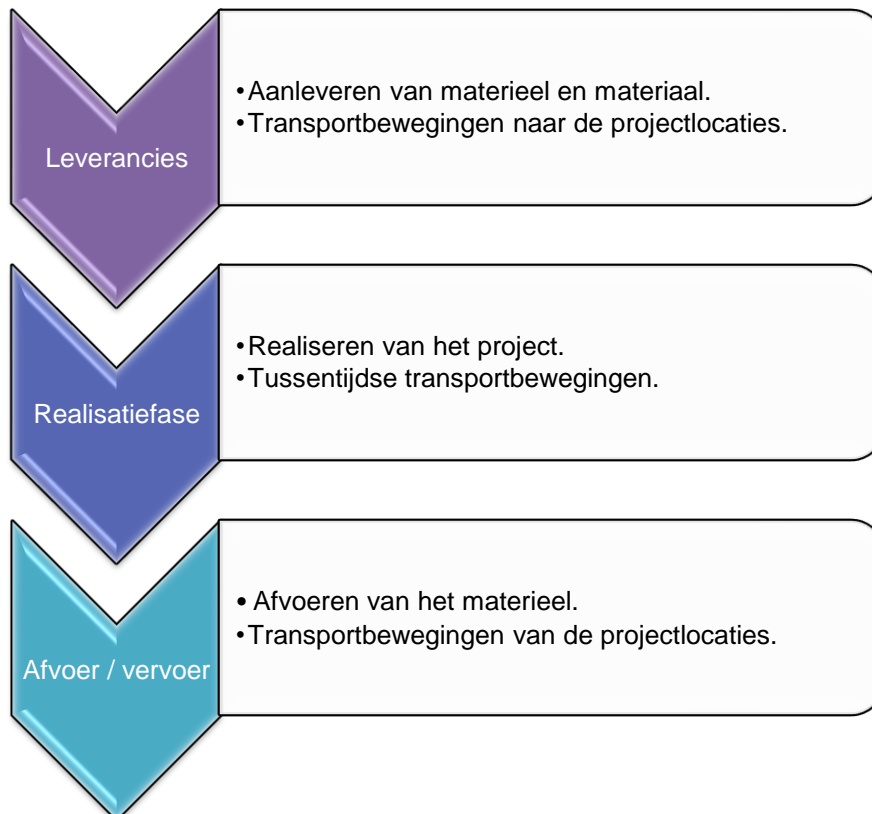 Leverancies
•Aanleveren van materieel en materiaal.
•Transportbewegingen naar de projectlocaties.
Realisatiefase
•Realiseren van het project.
•Tussentijdse transportbewegingen.
Afvoer / vervoer
• Afvoeren van het materieel.
•Transportbewegingen van de projectlocaties.